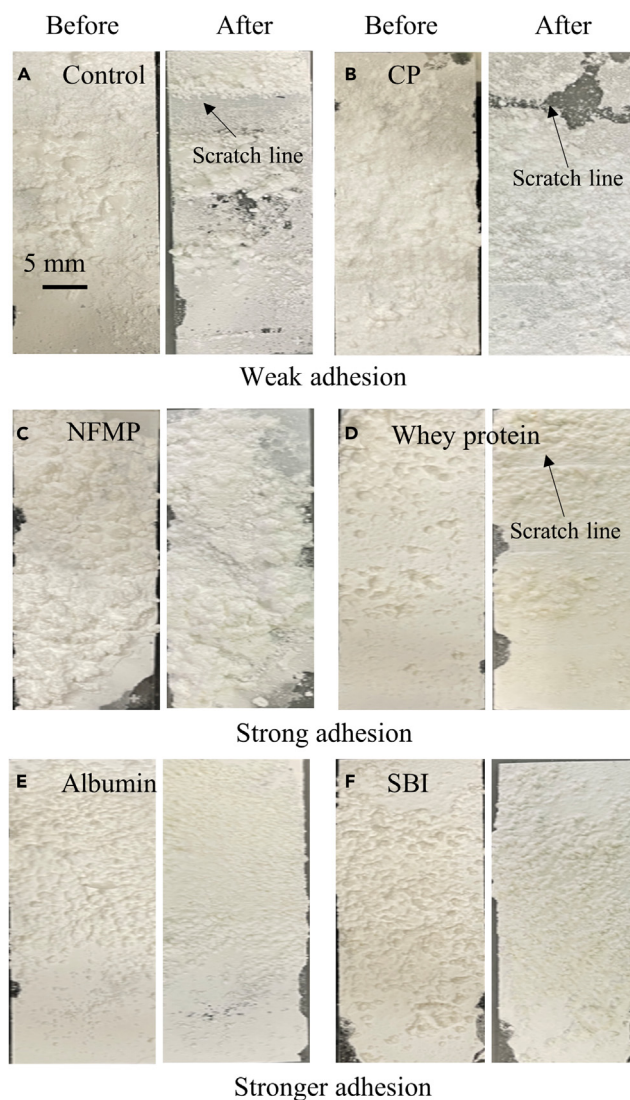 Before After Before After
A Control B CP
Scratch line
Scratch line
5 mm
Weak adhesion
C NFMP D Whey protein
Scratch line
Strong adhesion
E Albumin F SBI
Stronger adhesion